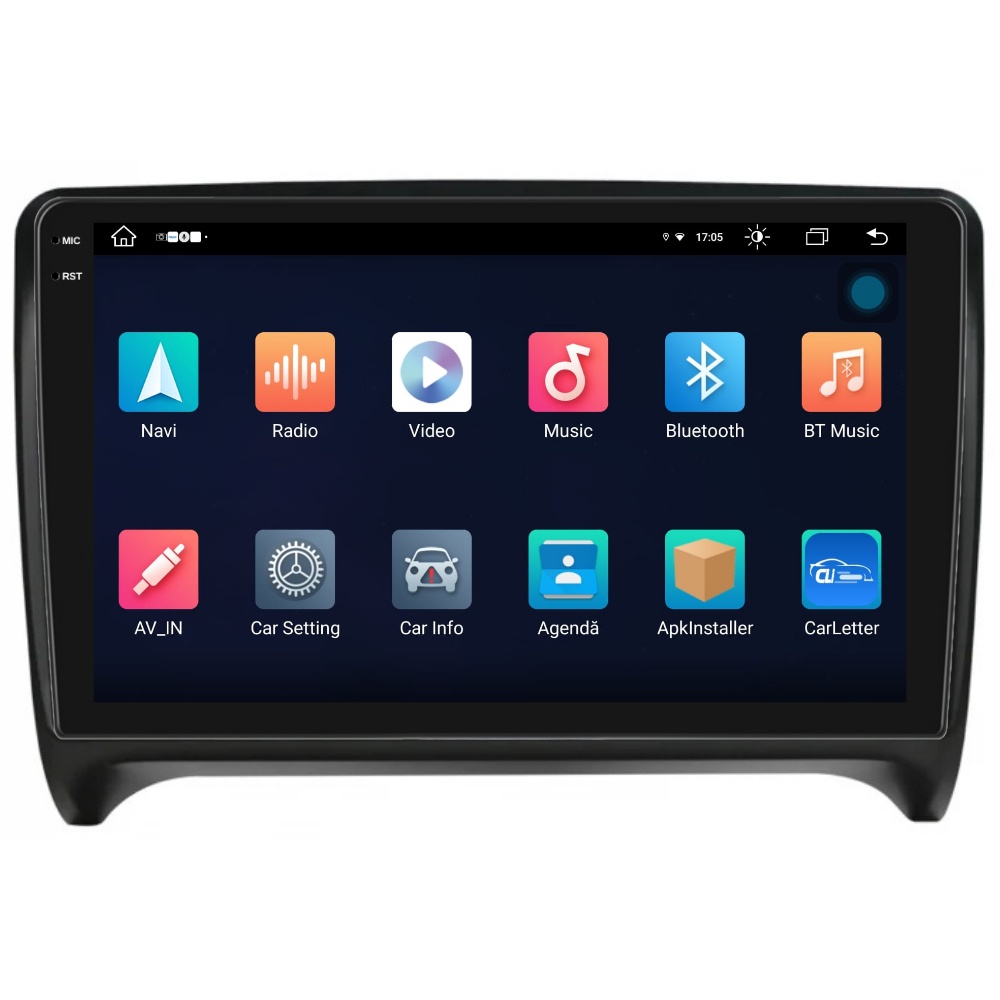 MIC
17:05
RST
Navi
Radio
Video
Music
Bluetooth
BT Music
AV_IN
Car Setting
Car Info
Agendă
ApkInstaller
CarLetter